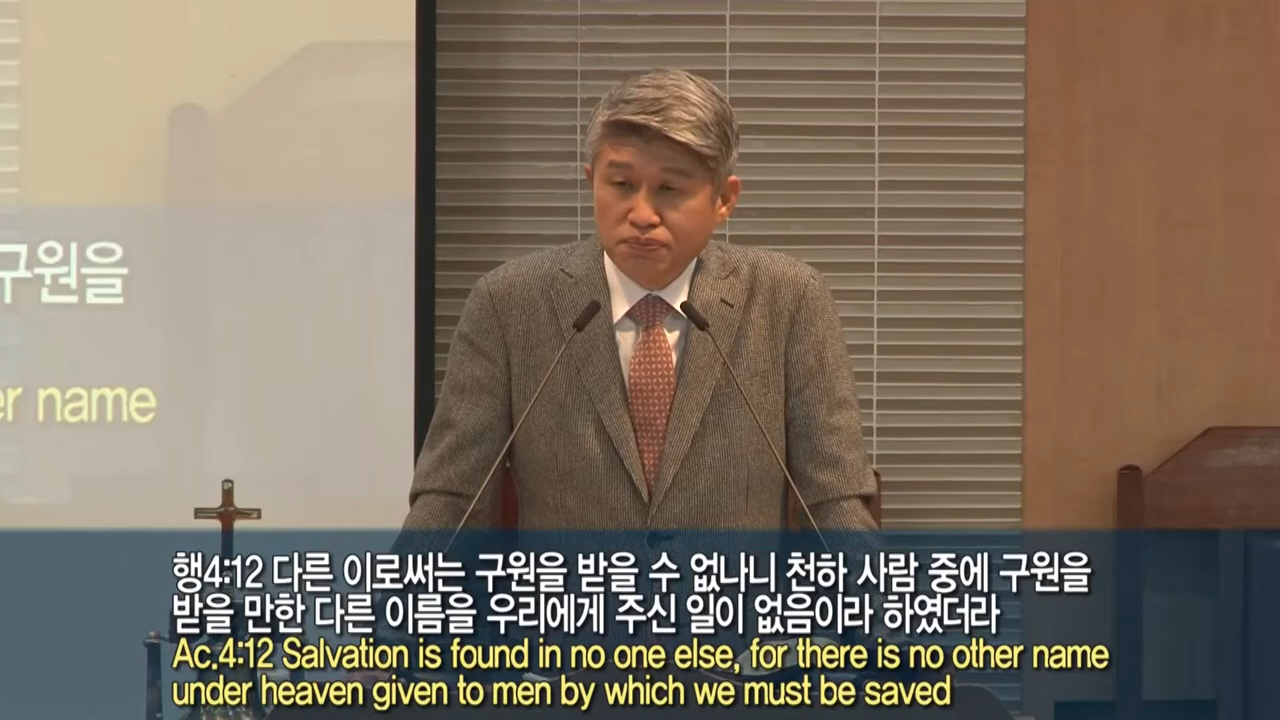 구원을
er name
행4:12 다른 이로써는 구원을 받을 수 없나니 천하 사람 중에 구원을
받을 만한 다른 이름을 우리에게 주신 일이 없음이라 하였더라
Ac.4:12 Salvation is found in no one else, for there is no other name
under heaven given to men by which we must be saved